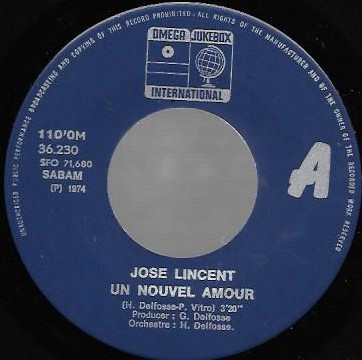 UNAUTHORIZED PUBLIC PERFORMANCE BROADCASTING AND COPYING OF THIS RECORD PROHIBITED. ALL RIGHTS OF THE MANUFACTURER AND OF THE OWNER OF THE RECORDED WORK RESERVED
OMEGA JUKEBOX
INTERNATIONAL
110'OM
36.230
SFO 71,680
SABAM
(P) 1974
A
JOSE LINCENT
UN NOUVEL AMOUR
(H. Delfosse-P. Vitro) 3'20"
Producer : G. Delfosse
Orchestre : H. Delfosse.